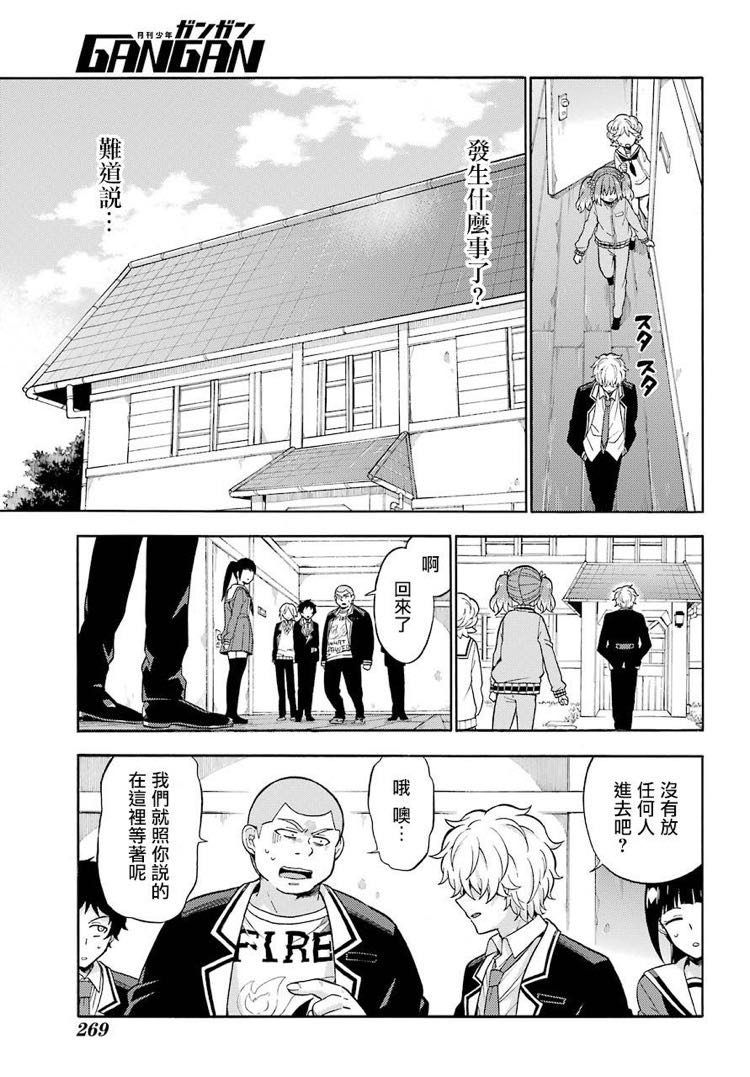 月刊少年
ガンガン
GANGAN
發生什麼事了?
難道說…
スタ
スタ
啊
回來了
沒有放
任何人
進去吧?
哦 噢…
我們就照你說的
在這裡等著呢
FIRE
269